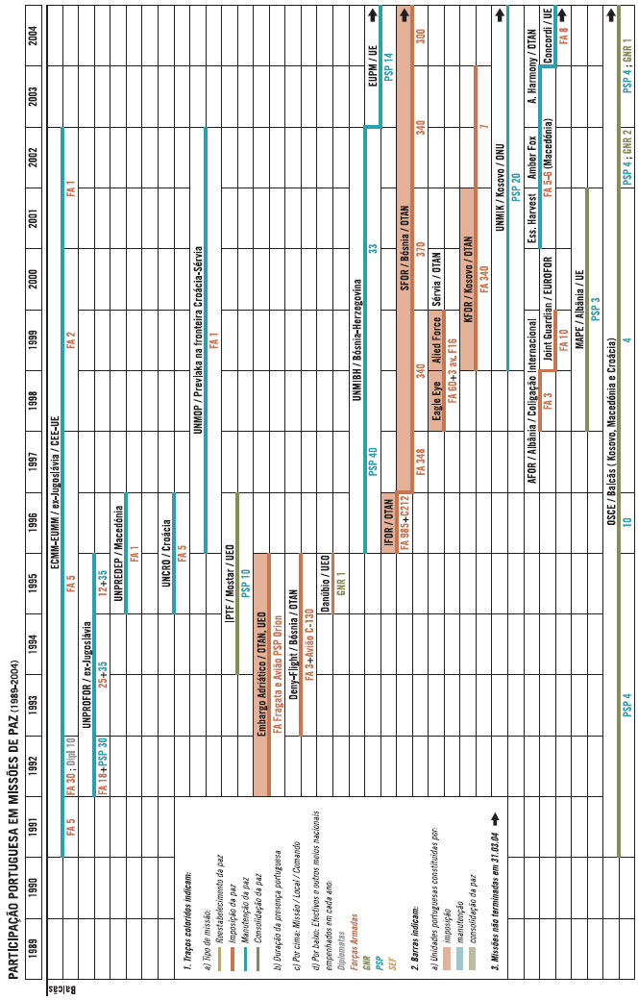 PARTICIPAÇÃO PORTUGUESA EM MISSÕES DE PAZ (1989-2004)
1989 1990 1991 1992 1993 1994 1995 1996 1997 1998 1999 2000 2001 2002 2003 2004
Balcãs
ECMM-EUMM / ex-Jugoslávia / CEE-UE
FA 5 FA 30 ; Dipl 10 FA 5 FA 2 FA 1
UNPROFOR / ex-Jugoslávia
FA 18+PSP 30 25+35 12+35
UNPREDEP / Macedónia
FA 1
UNCRO / Croácia
FA 5
UNMOP / Prevlaka na fronteira Croácia-Sérvia
FA 1
IPTF / Mostar / UEO
PSP 10
Embargo Adriático / OTAN, UEO
FA Fragata e Avião PSP Orion
Deny-Flight / Bósnia / OTAN
FA 3+Avião C-130
Danúbio / UEO
GNR 1
UNMIBH / Bósnia-Herzegovina
EUPM / UE
PSP 40 33
PSP 14
IFOR / OTAN
SFOR / Bósnia / OTAN
FA 985+C212 FA 348 340 370 340 300
Eagle Eye Alied Force Sérvia / OTAN
FA 60+3 av. F16
KFOR / Kosovo / OTAN
FA 340 7
UNMIK / Kosovo / ONU
PSP 20
AFOR / Albânia / Coligação Internacional
Ess. Harvest Amber Fox A. Harmony / OTAN
FA 3
Joint Guardian / EUROFOR
FA 5-6 (Macedónia)
Concordi / UE
FA 10
FA 8
MAPE / Albânia / UE
PSP 3
OSCE / Balcãs ( Kosovo, Macedónia e Croácia)
PSP 4 10 4 PSP 4 ; GNR 2 PSP 4 ; GNR 1
1. Traços coloridos indicam:
a) Tipo de missão:
Reestabelecimento da paz
Imposição da paz
Manutenção da paz
Consolidação da paz
b) Duração da presença portuguesa
c) Por cima: Missão / Local / Comando
d) Por baixo: Efectivos e outros meios nacionais
empenhados em cada ano:
Diplomatas
Forças Armadas
GNR
PSP
SEF
2. Barras indicam:
a) Unidades portuguesas constituídas por:
imposição
manutenção
consolidação da paz
3. Missões não terminadas em 31.03.04